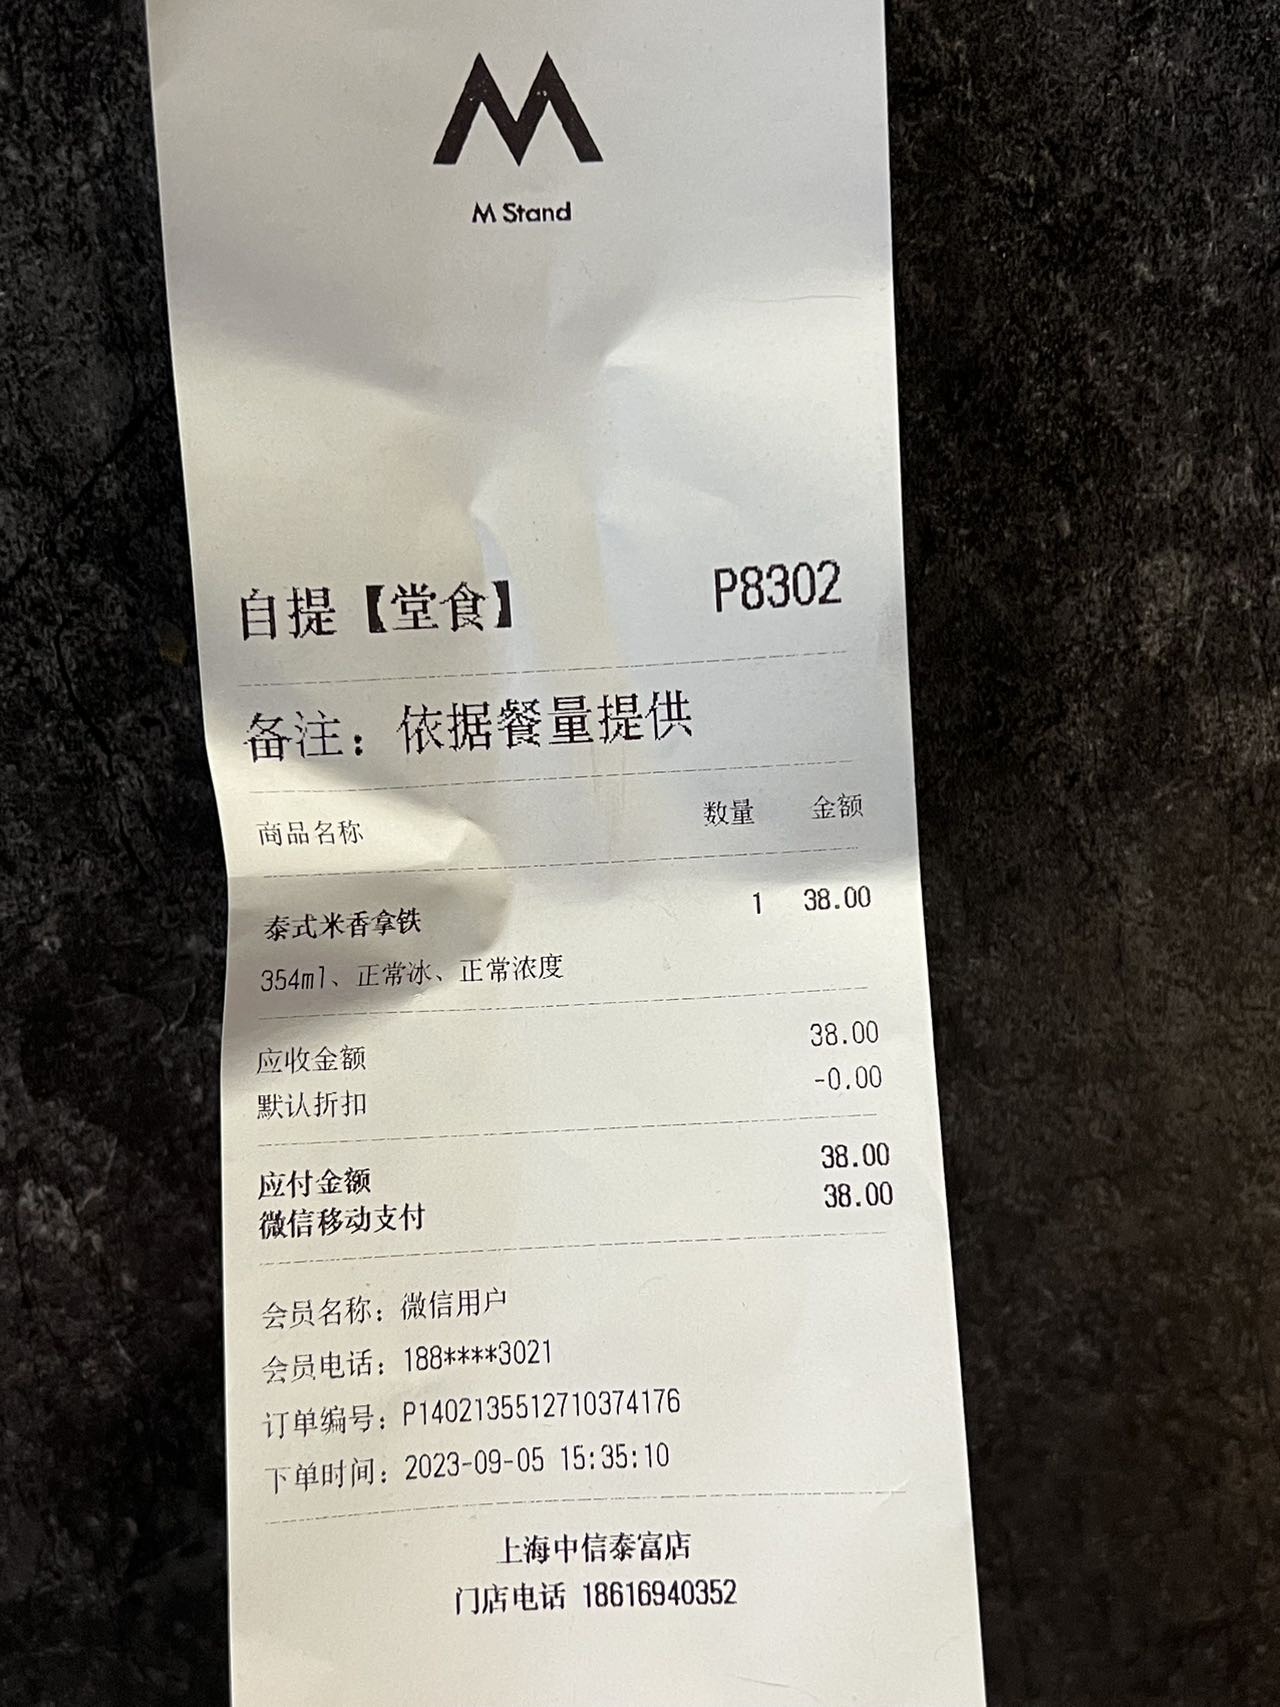 M Stand
自提【堂食】 P8302
备注：依据餐量提供
商品名称 数量 金额
泰式米香拿铁 1 38.00
354ml、正常冰、正常浓度
应收金额 38.00
默认折扣 -0.00
应付金额 38.00
微信移动支付 38.00
会员名称：微信用户
会员电话：188****3021
订单编号：P1402135512710374176
下单时间：2023-09-05 15:35:10
上海中信泰富店
门店电话 18616940352